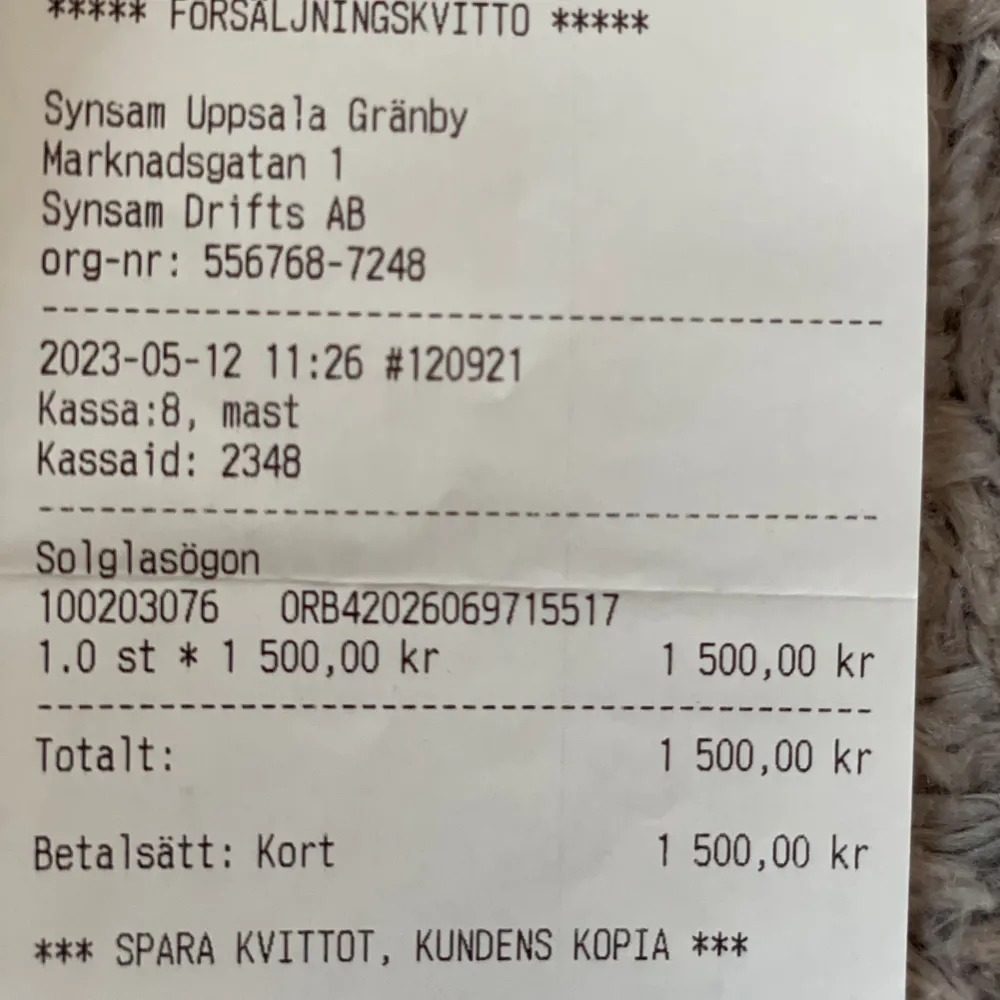 ***** FÖRSÄLJNINGSKVITTO *****
Synsam Uppsala Gränby
Marknadsgatan 1
Synsam Drifts AB
org-nr: 556768-7248
2023-05-12 11:26 #120921
Kassa:8, mast
Kassaid: 2348
Solglasögon
100203076 0RB42026069715517
1.0 st * 1 500,00 kr 1 500,00 kr
Totalt: 1 500,00 kr
Betalsätt: Kort 1 500,00 kr
*** SPARA KVITTOT, KUNDENS KOPIA ***